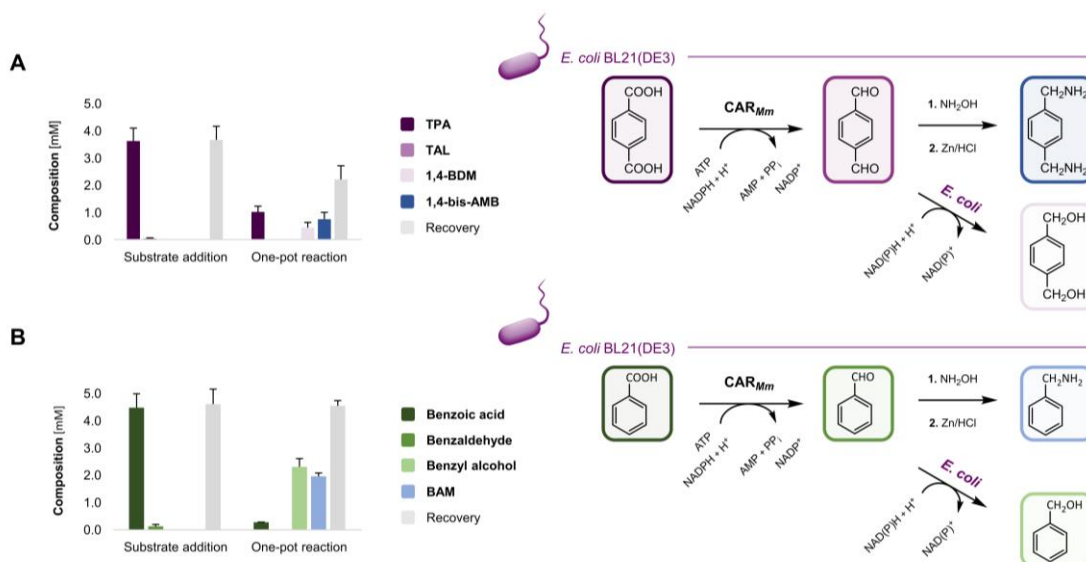 A
E. coli BL21(DE3)
Composition [mM]
5.0
4.0
3.0
2.0
1.0
0.0
Substrate addition
One-pot reaction
TPA
TAL
1,4-BDM
1,4-bis-AMB
Recovery
COOH
COOH
CAR_Mm
ATP
NADPH + H⁺
AMP + PPᵢ
NADP⁺
CHO
CHO
1. NH₂OH
2. Zn/HCl
CH₂NH₂
CH₂NH₂
E. coli
NAD(P)H + H⁺
NAD(P)⁺
CH₂OH
CH₂OH
B
E. coli BL21(DE3)
Composition [mM]
5.0
4.0
3.0
2.0
1.0
0.0
Substrate addition
One-pot reaction
Benzoic acid
Benzaldehyde
Benzyl alcohol
BAM
Recovery
COOH
CAR_Mm
ATP
NADPH + H⁺
AMP + PPᵢ
NADP⁺
CHO
1. NH₂OH
2. Zn/HCl
CH₂NH₂
E. coli
NAD(P)H + H⁺
NAD(P)⁺
CH₂OH